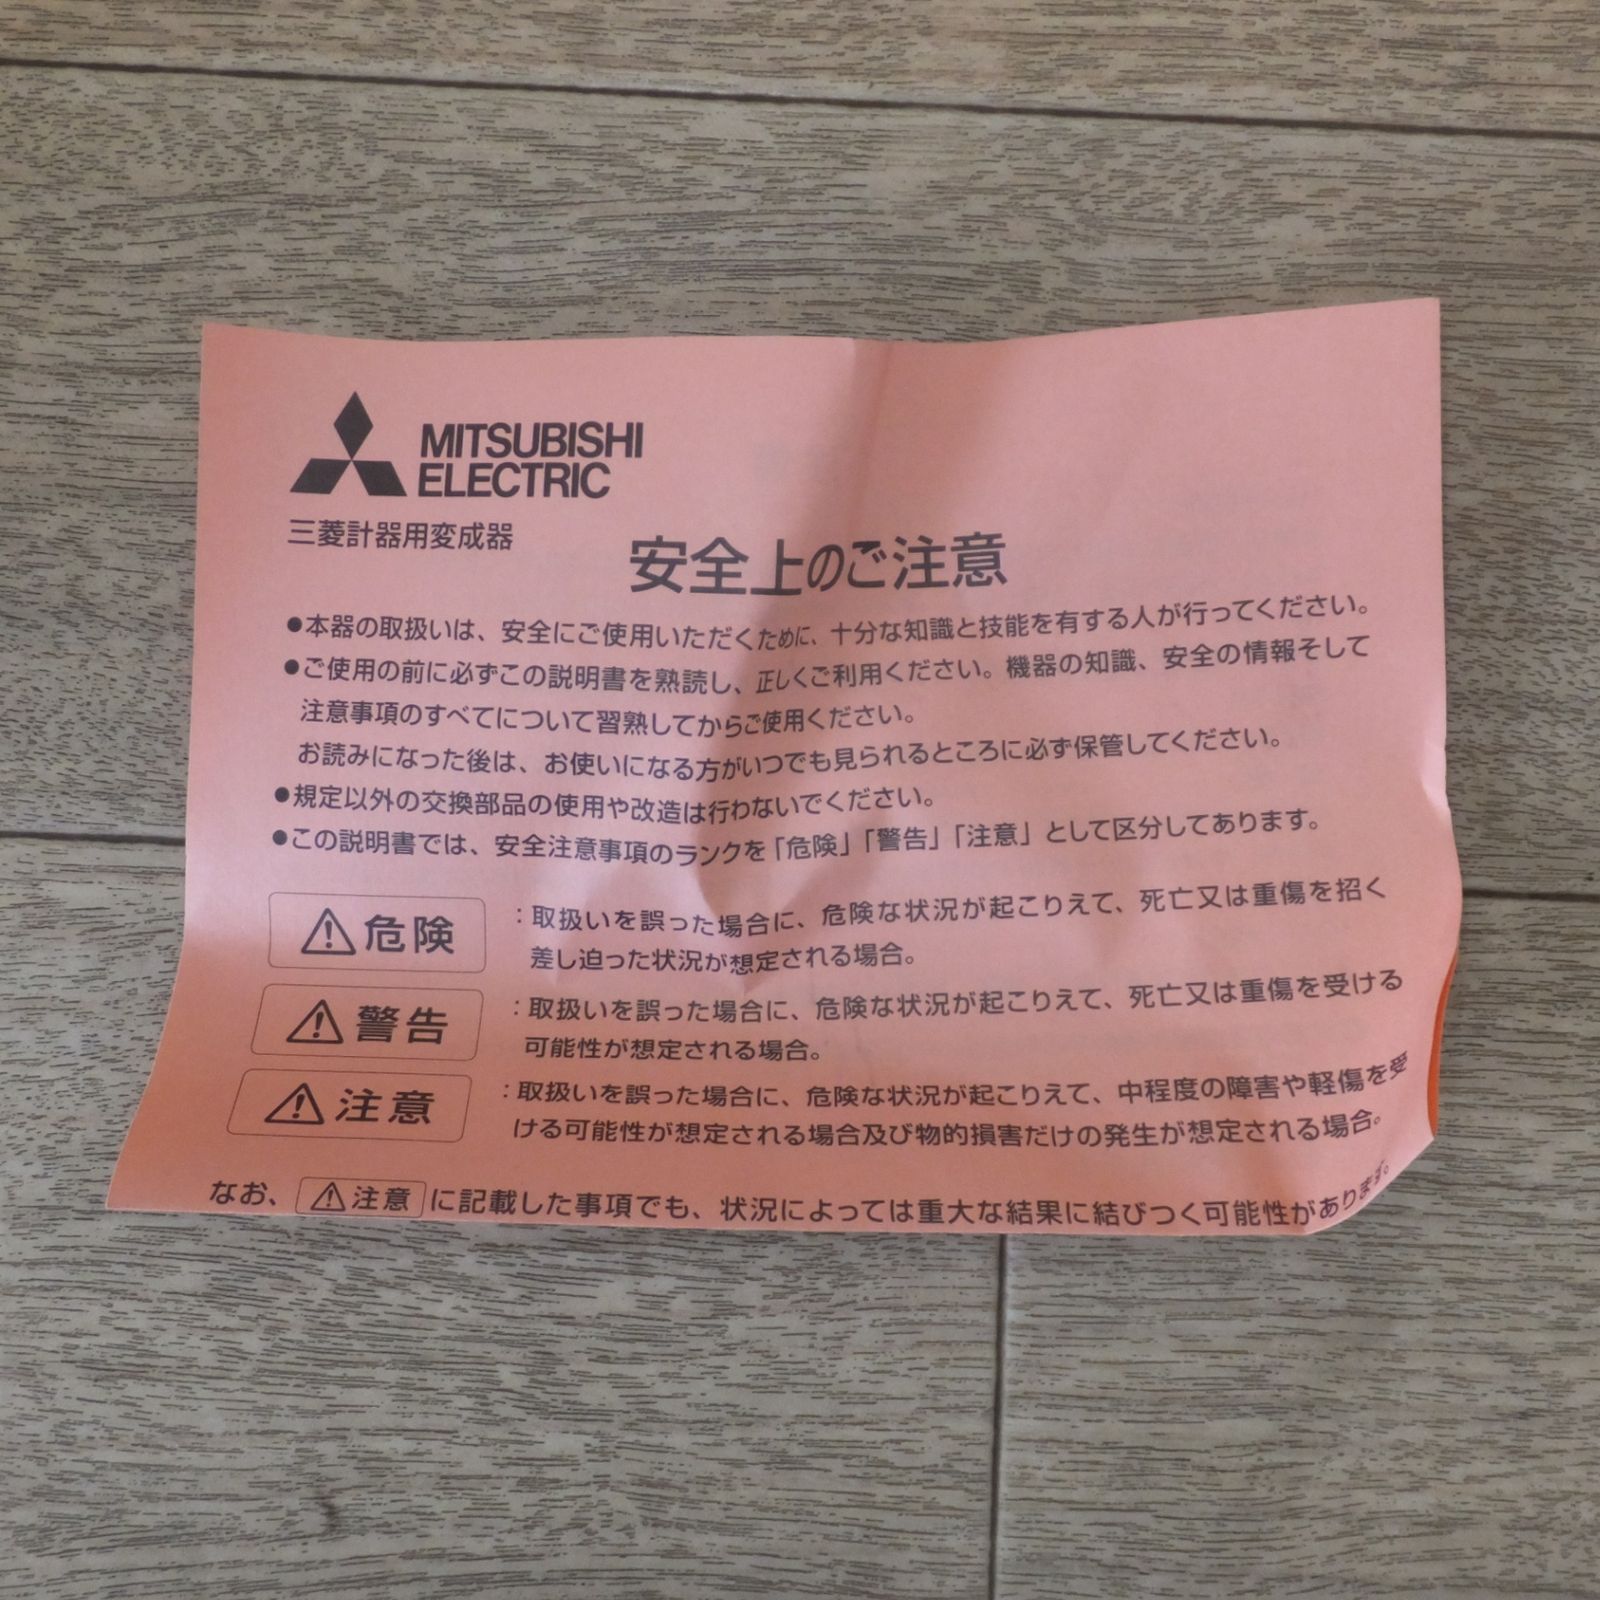 MITSUBISHI
ELECTRIC
三菱計器用変成器
安全上のご注意
●本器の取扱いは、安全にご使用いただくために、十分な知識と技能を有する人が行ってください。
●ご使用の前に必ずこの説明書を熟読し、正しくご利用ください。機器の知識、安全の情報そして
注意事項のすべてについて習熟してからご使用ください。
お読みになった後は、お使いになる方がいつでも見られるところに必ず保管してください。
●規定以外の交換部品の使用や改造は行わないでください。
●この説明書では、安全注意事項のランクを「危険」「警告」「注意」として区分してあります。
⚠危険 :取扱いを誤った場合に、危険な状況が起こりえて、死亡又は重傷を招く
差し迫った状況が想定される場合。
⚠警告 :取扱いを誤った場合に、危険な状況が起こりえて、死亡又は重傷を受ける
可能性が想定される場合。
⚠注意 :取扱いを誤った場合に、危険な状況が起こりえて、中程度の障害や軽傷を受
ける可能性が想定される場合及び物的損害だけの発生が想定される場合。
なお、⚠注意に記載した事項でも、状況によっては重大な結果に結びつく可能性があります。